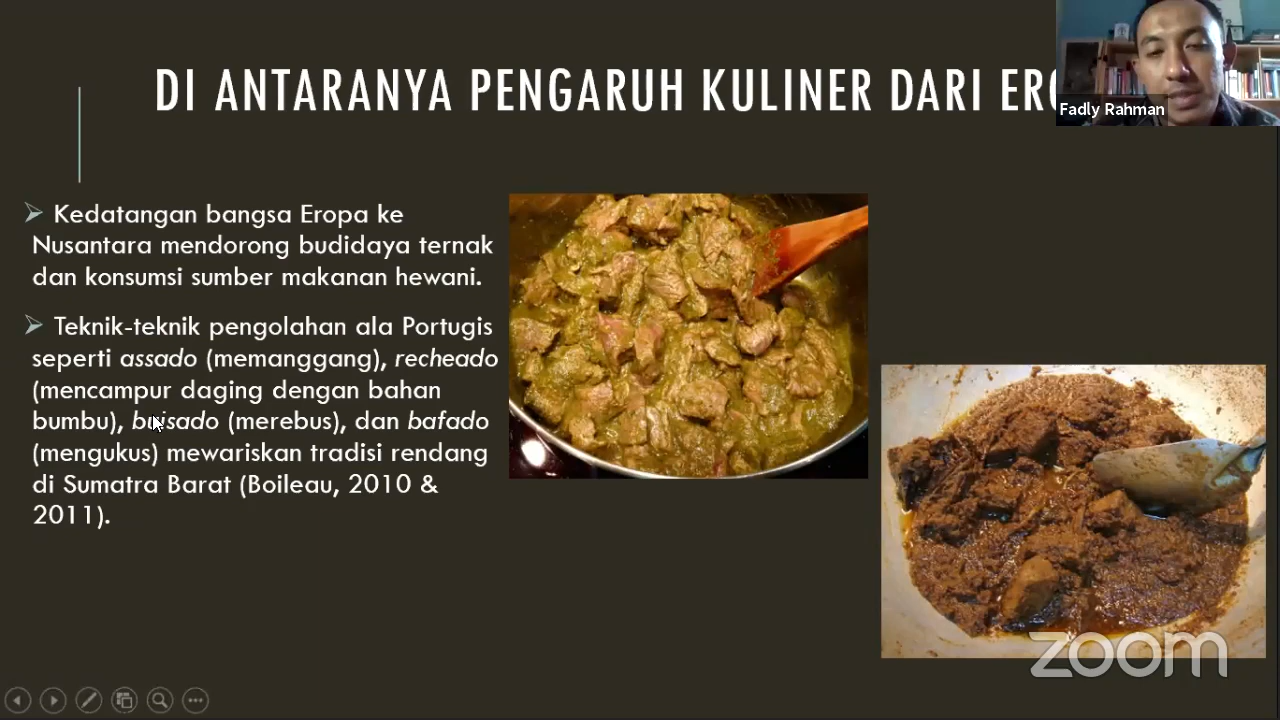 DI ANTARANYA PENGARUH KULINER DARI
Fadly Rahman
➤ Kedatangan bangsa Eropa ke
Nusantara mendorong budidaya ternak
dan konsumsi sumber makanan hewani.
➤ Teknik-teknik pengolahan ala Portugis
seperti assado (memanggang), recheado
(mencampur daging dengan bahan
bumbu), (merebus), dan bafado
(mengukus) mewariskan tradisi rendang
di Sumatra Barat (Boileau, 2010 &
2011).
zoom